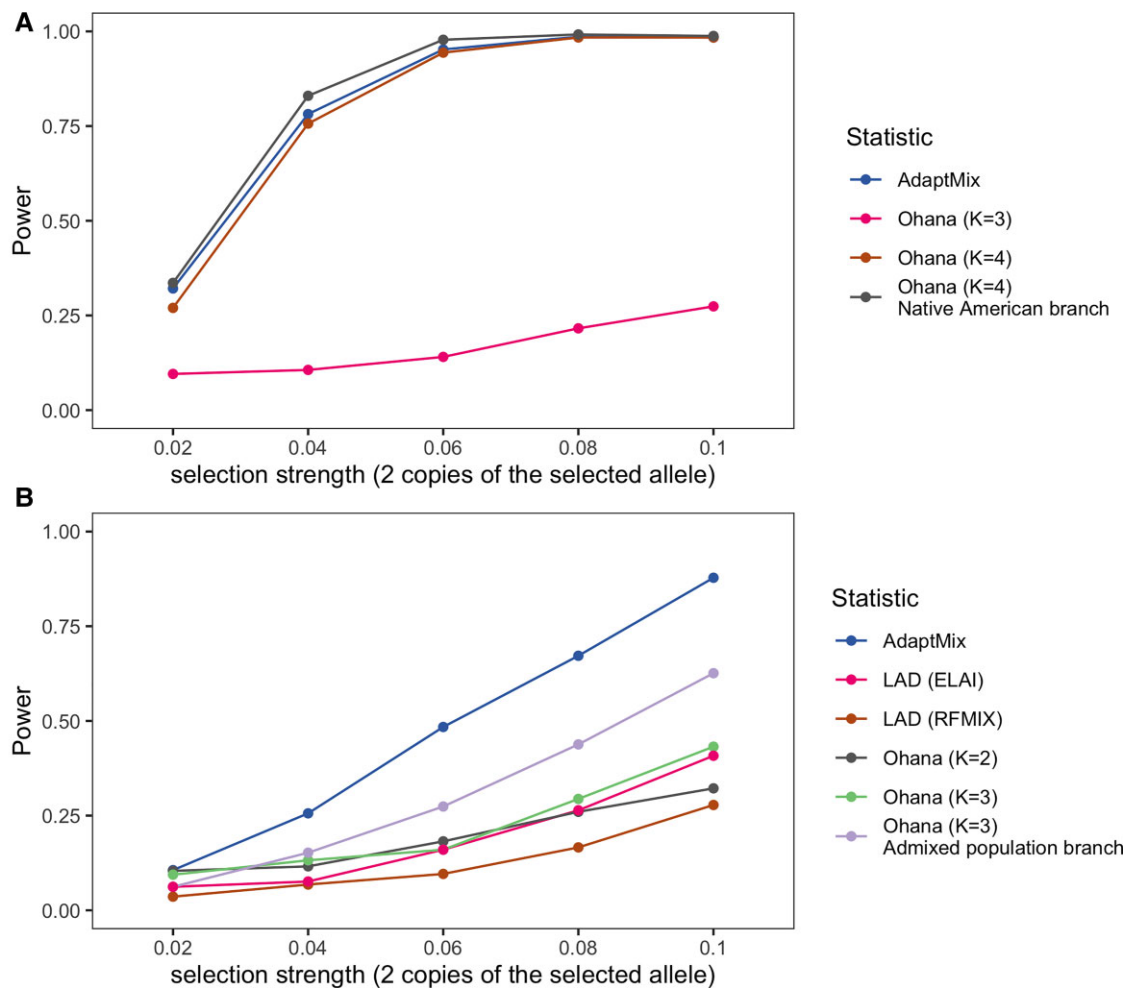 A
1.00
0.75
0.50
0.25
0.00
Power
0.02 0.04 0.06 0.08 0.1
selection strength (2 copies of the selected allele)
Statistic
AdaptMix
Ohana (K=3)
Ohana (K=4)
Ohana (K=4)
Native American branch
B
1.00
0.75
0.50
0.25
0.00
Power
0.02 0.04 0.06 0.08 0.1
selection strength (2 copies of the selected allele)
Statistic
AdaptMix
LAD (ELAI)
LAD (RFMIX)
Ohana (K=2)
Ohana (K=3)
Ohana (K=3)
Admixed population branch